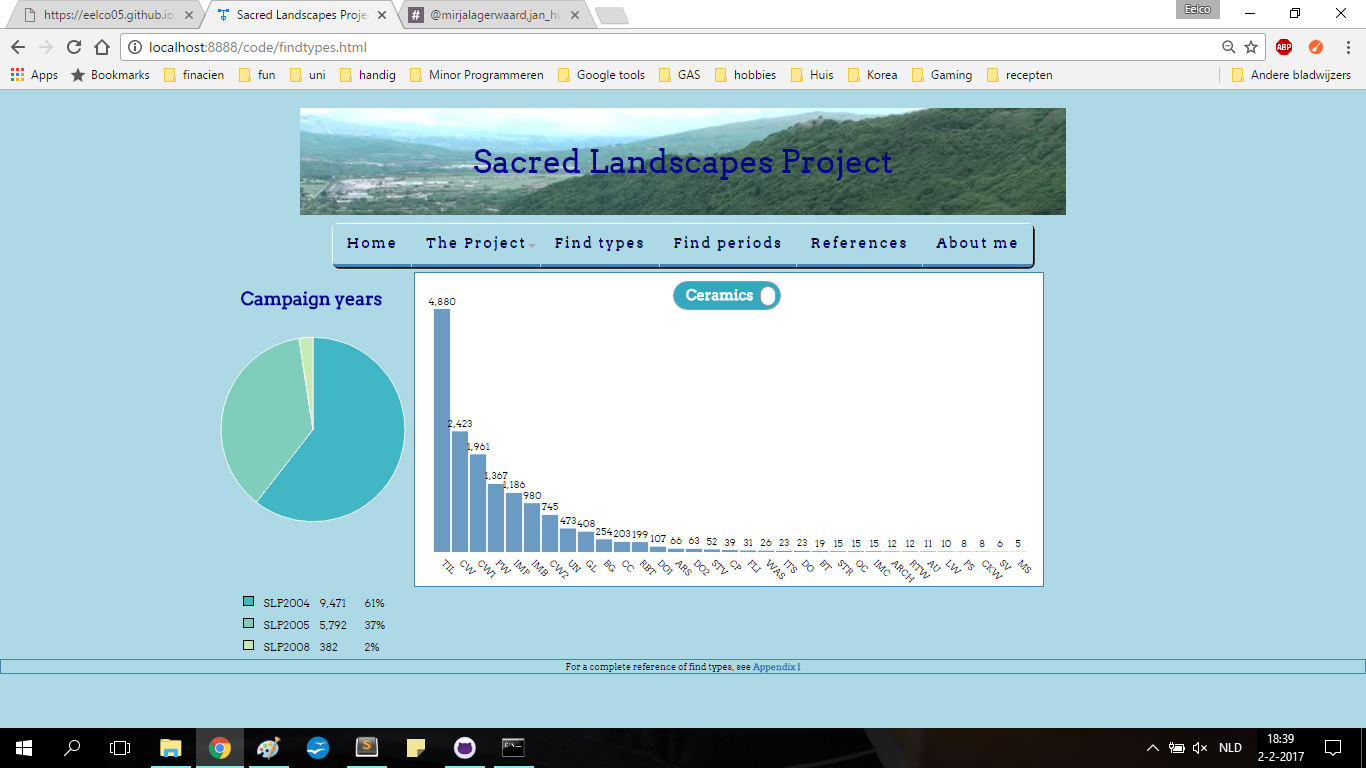 Eelco
https://eelco05.github.io
Sacred Landscapes Proje
@mirjalagerwaard,jan_hu
localhost:8888/code/findtypes.html
ABP
Apps Bookmarks finacien fun uni handig Minor Programmeren Google tools GAS hobbies Huis Korea Gaming recepten Andere bladwijzers
Sacred Landscapes Project
Home The Project Find types Find periods References About me
Campaign years
Ceramics
4,880
2,423
1,961
1,367
1,186
980
745
473 408
254 203 199 107 66 63 52 39 31 26 23 23 19 15 15 15 12 12 11 10 8 8 6 5
TIL CW CW1 PW IMP IMB CW2 UN GL BG CC RBT DO1 ARS DO2 STV CP FLI WAS ITS DO BT STR OC IMC ARCH RTW AU LW PS CKW SV MS
SLP2004 9,471 61%
SLP2005 5,792 37%
SLP2008 382 2%
For a complete reference of find types, see Appendix I
NLD
18:39
2-2-2017